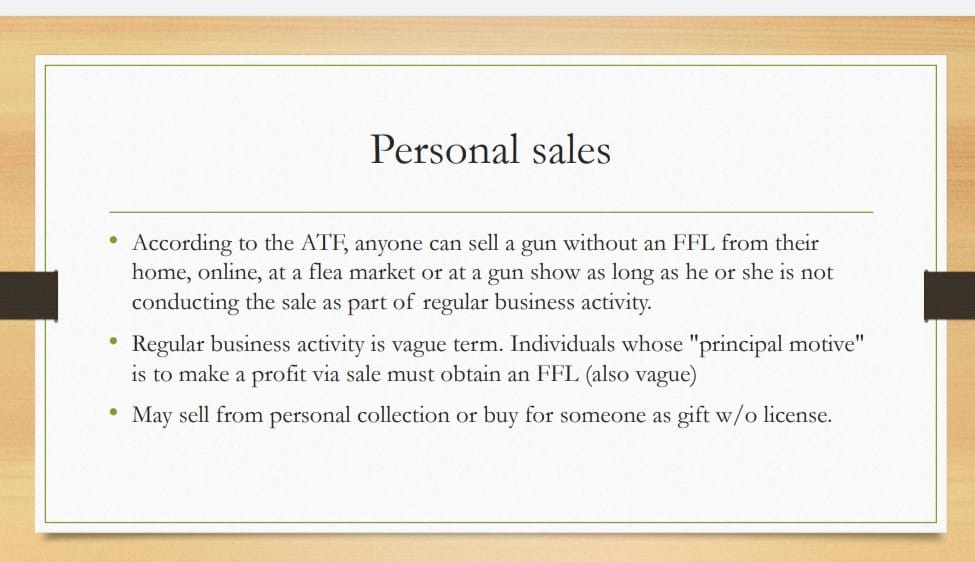 Personal sales
• According to the ATF, anyone can sell a gun without an FFL from their
home, online, at a flea market or at a gun show as long as he or she is not
conducting the sale as part of regular business activity.
• Regular business activity is vague term. Individuals whose "principal motive"
is to make a profit via sale must obtain an FFL (also vague)
• May sell from personal collection or buy for someone as gift w/o license.